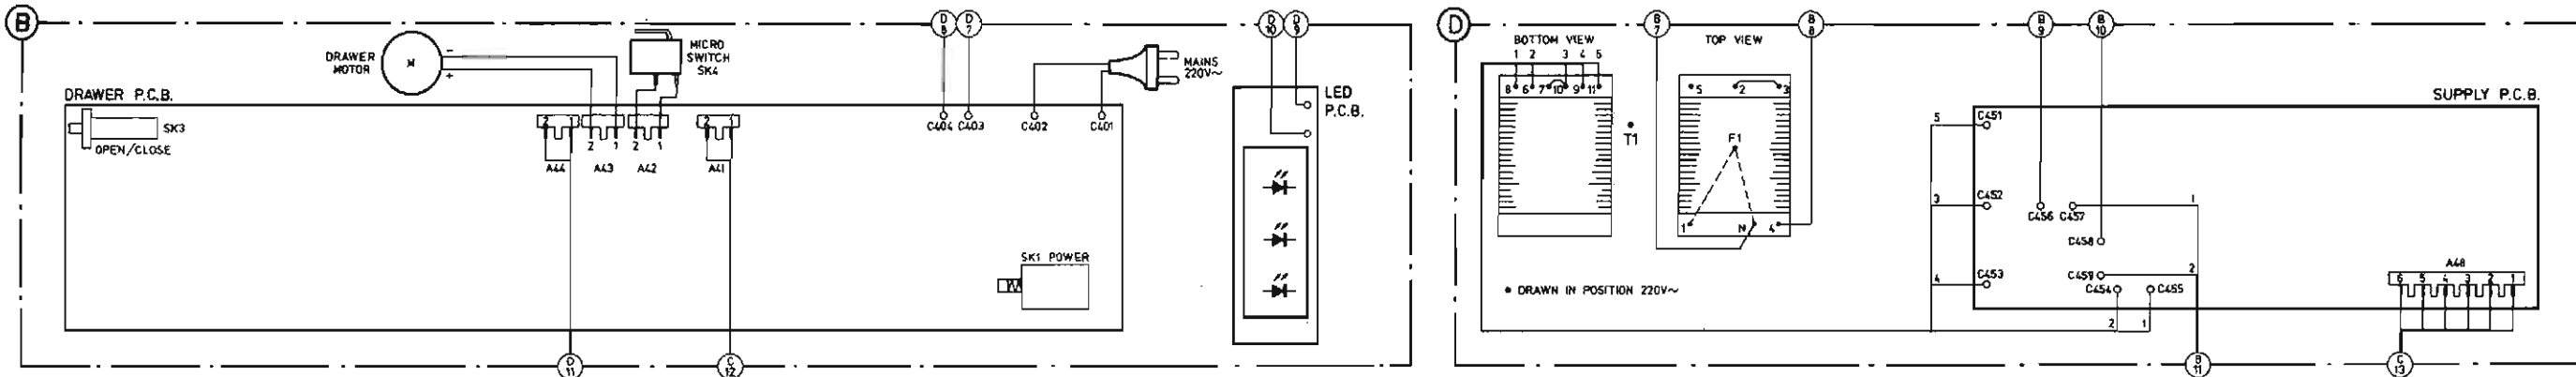 B
D 8
D 7
D 10
D 9
DRAWER MOTOR
M
-
+
MICRO SWITCH SK4
MAINS 220V~
DRAWER P.C.B.
SK3
OPEN/CLOSE
2 1
2 1
2 1
2 1
A44
A43
A42
A41
C404
C403
C402
C401
SK1 POWER
LED P.C.B.
D 11
C 12
D
B 7
B 8
B 9
B 10
BOTTOM VIEW
1 2 3 4 5
8 6 7 10 9 11
T1
TOP VIEW
5 2 3
F1
1 N 4
• DRAWN IN POSITION 220V~
SUPPLY P.C.B.
5
C451
3
C452
4
C453
C456
C457
1
C458
C459
2
C454
C455
2 1
A48
6 5 4 3 2 1
B 11
C 13